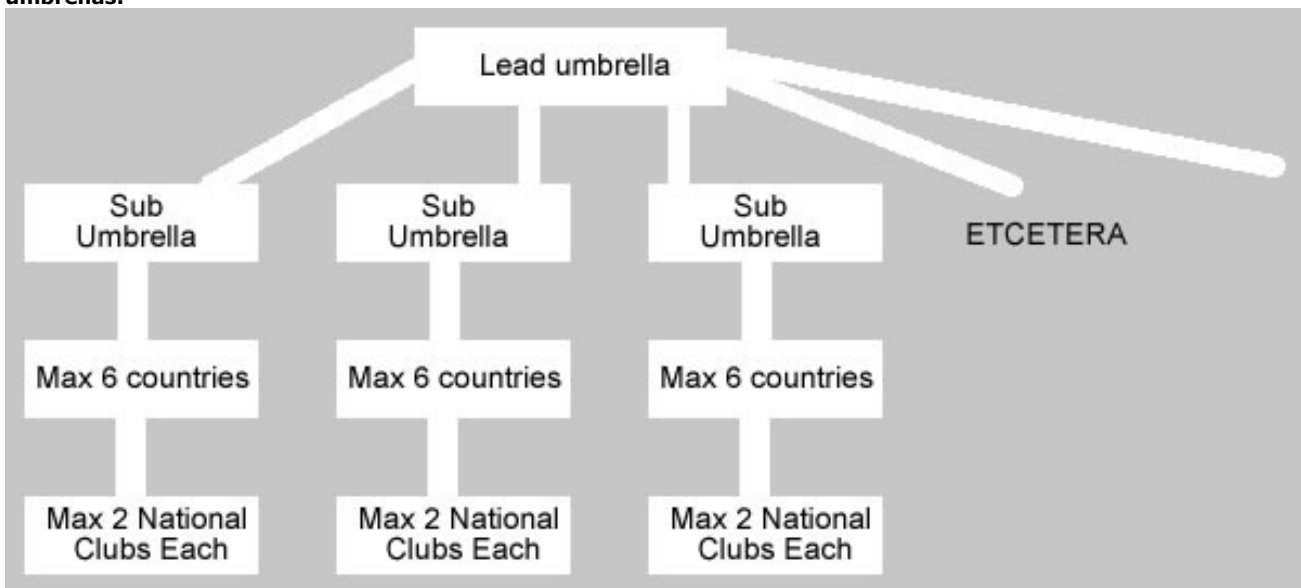 umbrellas.
Lead umbrella
Sub
Umbrella
Sub
Umbrella
Sub
Umbrella
ETCETERA
Max 6 countries
Max 6 countries
Max 6 countries
Max 2 National
Clubs Each
Max 2 National
Clubs Each
Max 2 National
Clubs Each